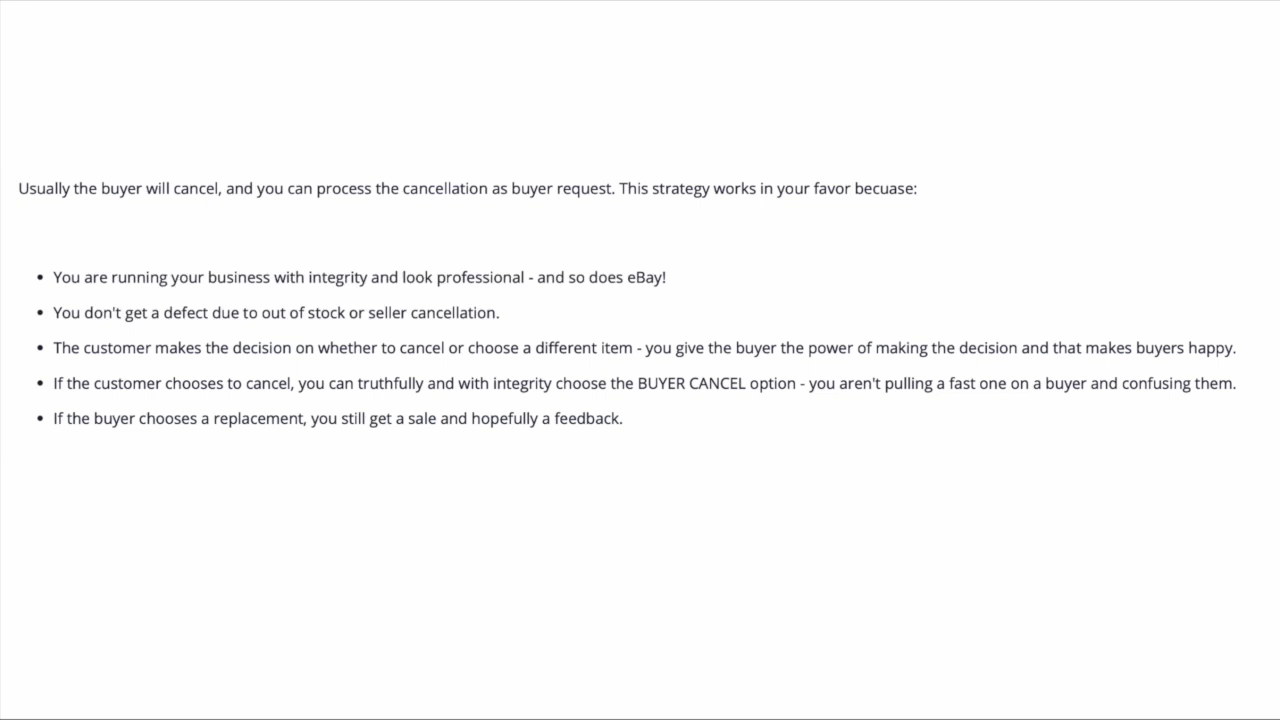 Usually the buyer will cancel, and you can process the cancellation as buyer request. This strategy works in your favor becuase:
• You are running your business with integrity and look professional - and so does eBay!
• You don't get a defect due to out of stock or seller cancellation.
• The customer makes the decision on whether to cancel or choose a different item - you give the buyer the power of making the decision and that makes buyers happy.
• If the customer chooses to cancel, you can truthfully and with integrity choose the BUYER CANCEL option - you aren't pulling a fast one on a buyer and confusing them.
• If the buyer chooses a replacement, you still get a sale and hopefully a feedback.